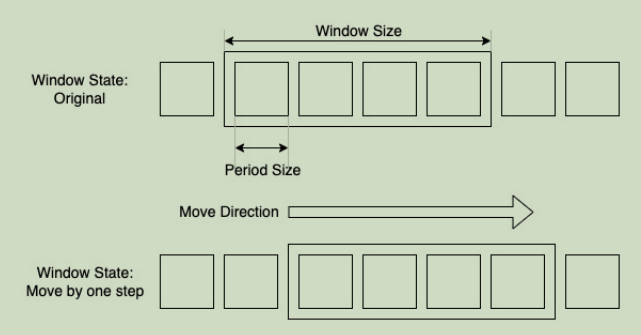 Window Size
Window State:
Original
Period Size
Move Direction
Window State:
Move by one step